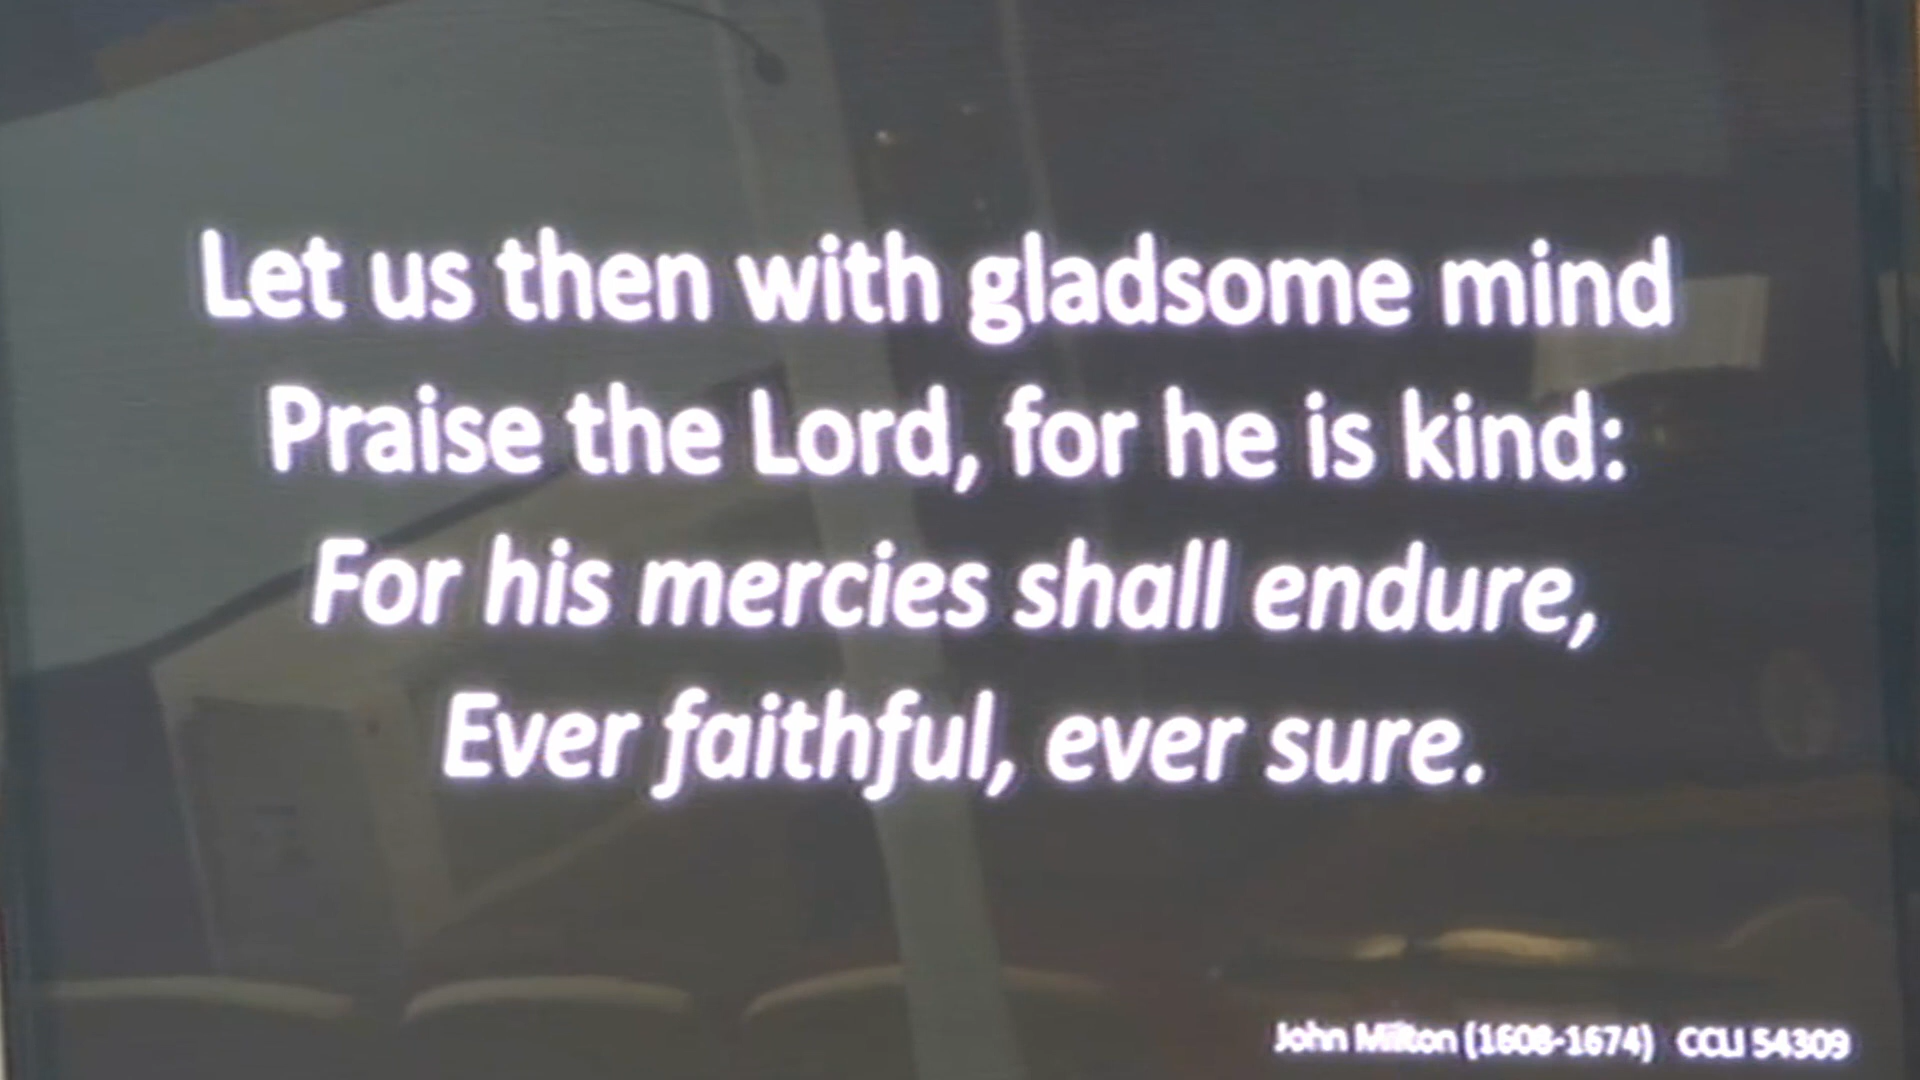 Let us then with gladsome mind
Praise the Lord, for he is kind:
For his mercies shall endure,
Ever faithful, ever sure.
John Milton (1608-1674) CCLI 54309